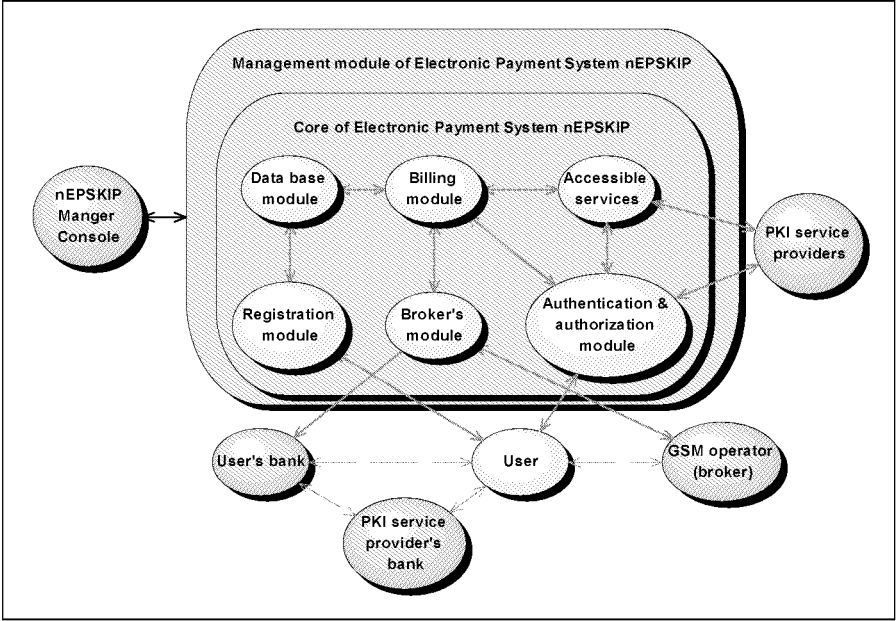 Management module of Electronic Payment System nEPSKIP
Core of Electronic Payment System nEPSKIP
Data base
module
Billing
module
Accessible
services
nEPSKIP
Manger
Console
PKI service
providers
Registration
module
Broker's
module
Authentication &
authorization
module
User's bank
User
GSM operator
(broker)
PKI service
provider's
bank